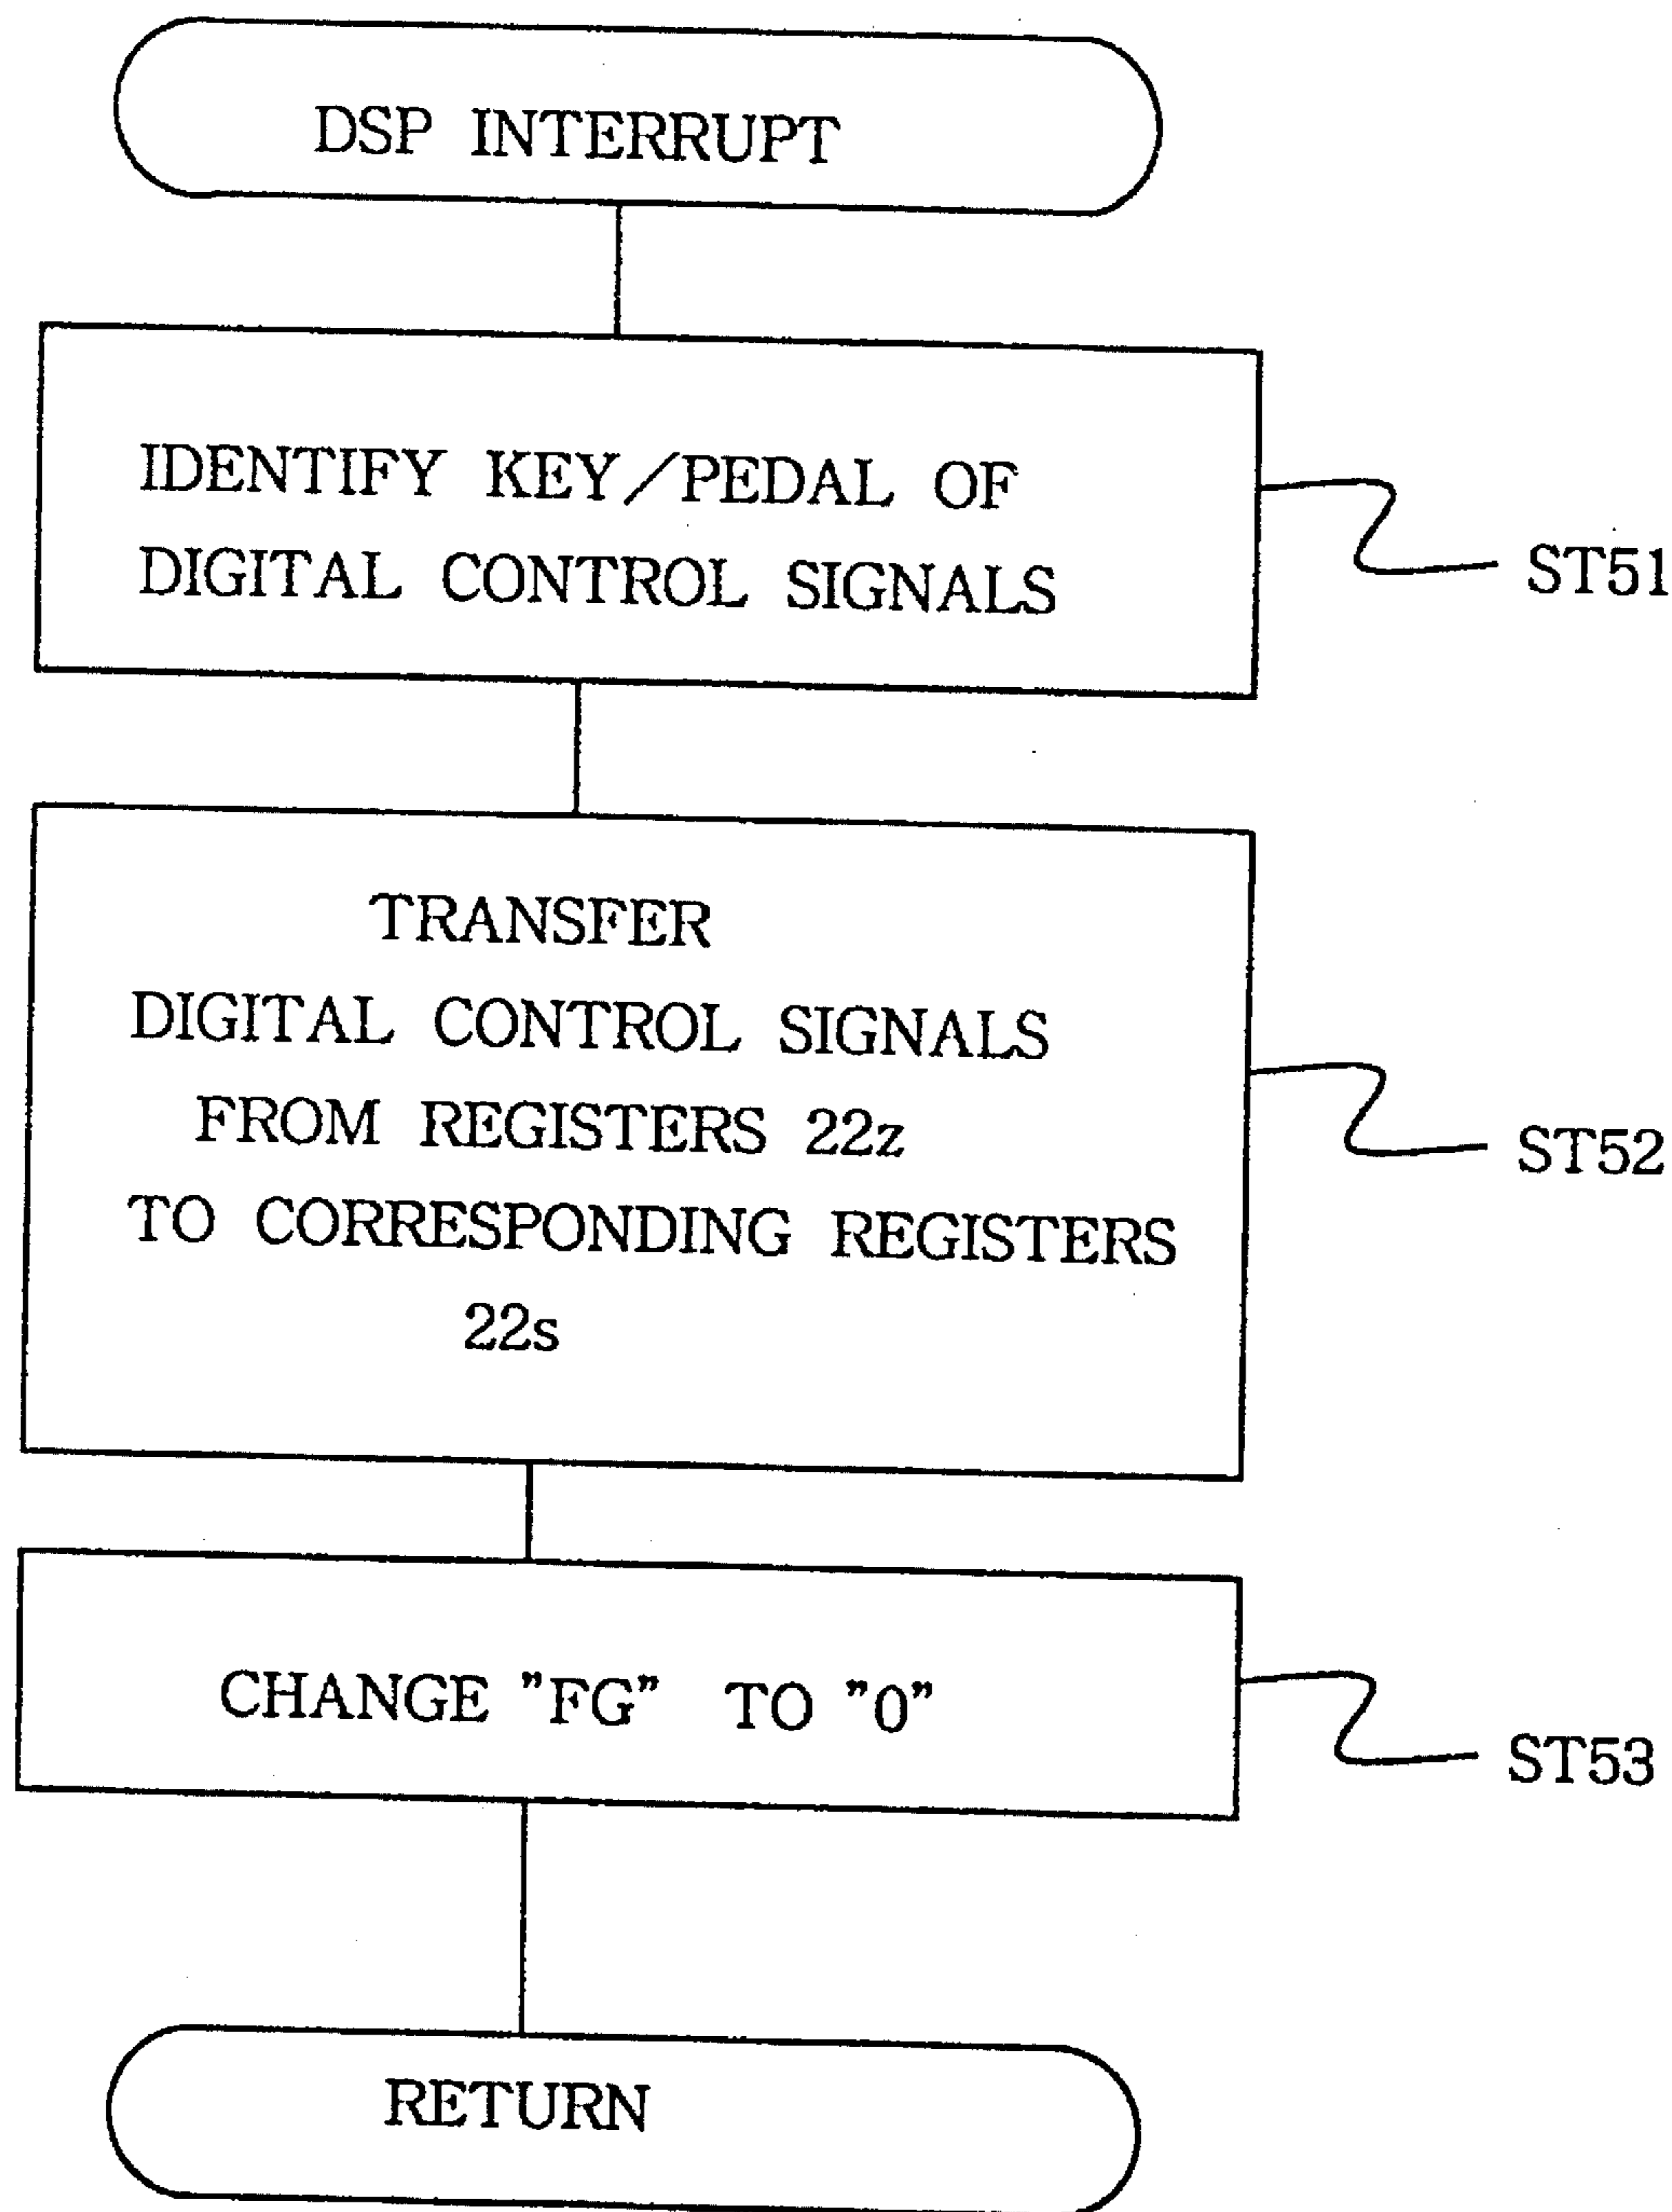 DSP INTERRUPT
IDENTIFY KEY/PEDAL OF
DIGITAL CONTROL SIGNALS
ST51
TRANSFER
DIGITAL CONTROL SIGNALS
FROM REGISTERS 22z
TO CORRESPONDING REGISTERS
22s
ST52
CHANGE "FG" TO "0"
ST53
RETURN